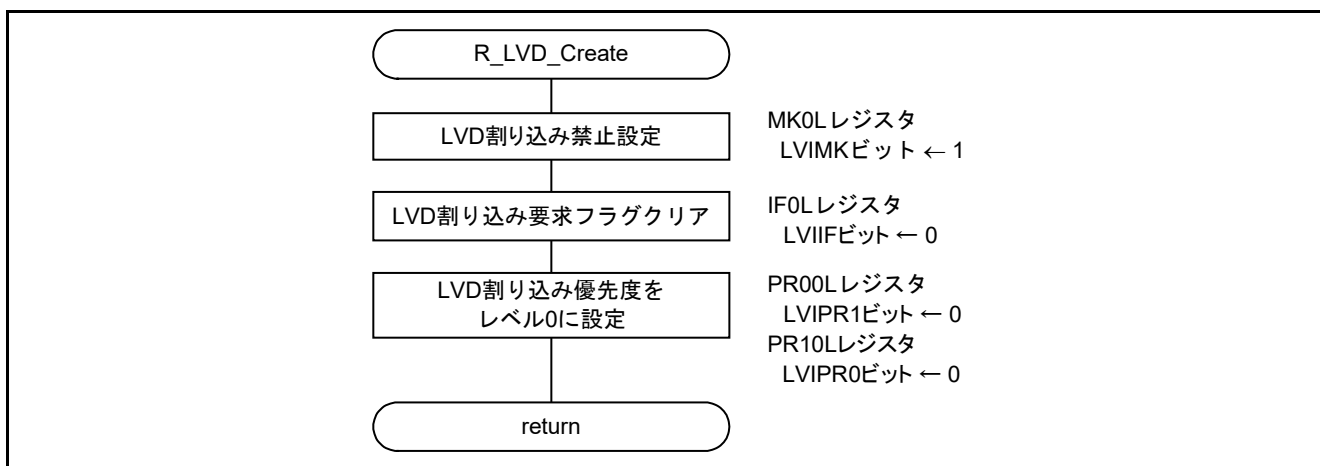 R_LVD_Create
LVD割り込み禁止設定
MK0Lレジスタ
LVIMKビット ← 1
LVD割り込み要求フラグクリア
IF0Lレジスタ
LVIIFビット ← 0
LVD割り込み優先度を
レベル0に設定
PR00Lレジスタ
LVIPR1ビット ← 0
PR10Lレジスタ
LVIPR0ビット ← 0
return